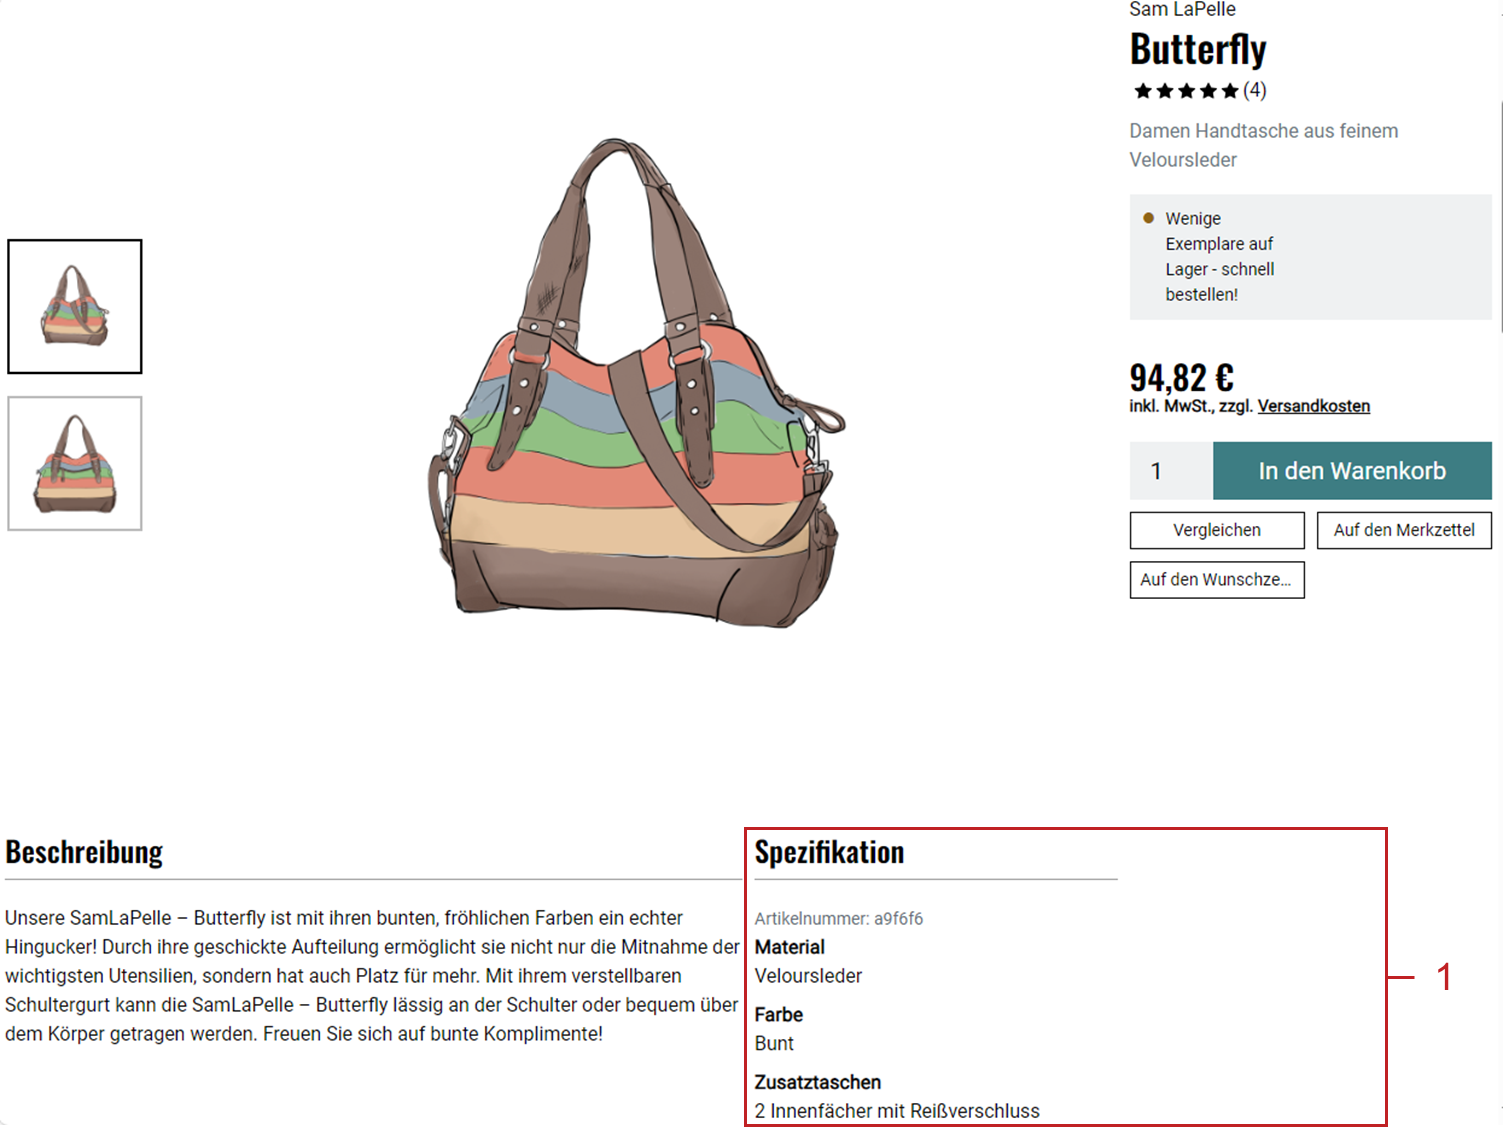 Sam LaPelle
Butterfly
(4)
Damen Handtasche aus feinem
Veloursleder
Wenige
Exemplare auf
Lager - schnell
bestellen!
94,82 €
inkl. MwSt., zzgl. Versandkosten
1
In den Warenkorb
Vergleichen
Auf den Merkzettel
Auf den Wunschze...
Beschreibung
Unsere SamLaPelle – Butterfly ist mit ihren bunten, fröhlichen Farben ein echter
Hingucker! Durch ihre geschickte Aufteilung ermöglicht sie nicht nur die Mitnahme der
wichtigsten Utensilien, sondern hat auch Platz für mehr. Mit ihrem verstellbaren
Schultergurt kann die SamLaPelle – Butterfly lässig an der Schulter oder bequem über
dem Körper getragen werden. Freuen Sie sich auf bunte Komplimente!
Spezifikation
Artikelnummer: a9f6f6
Material
Veloursleder
Farbe
Bunt
Zusatztaschen
2 Innenfächer mit Reißverschluss
1